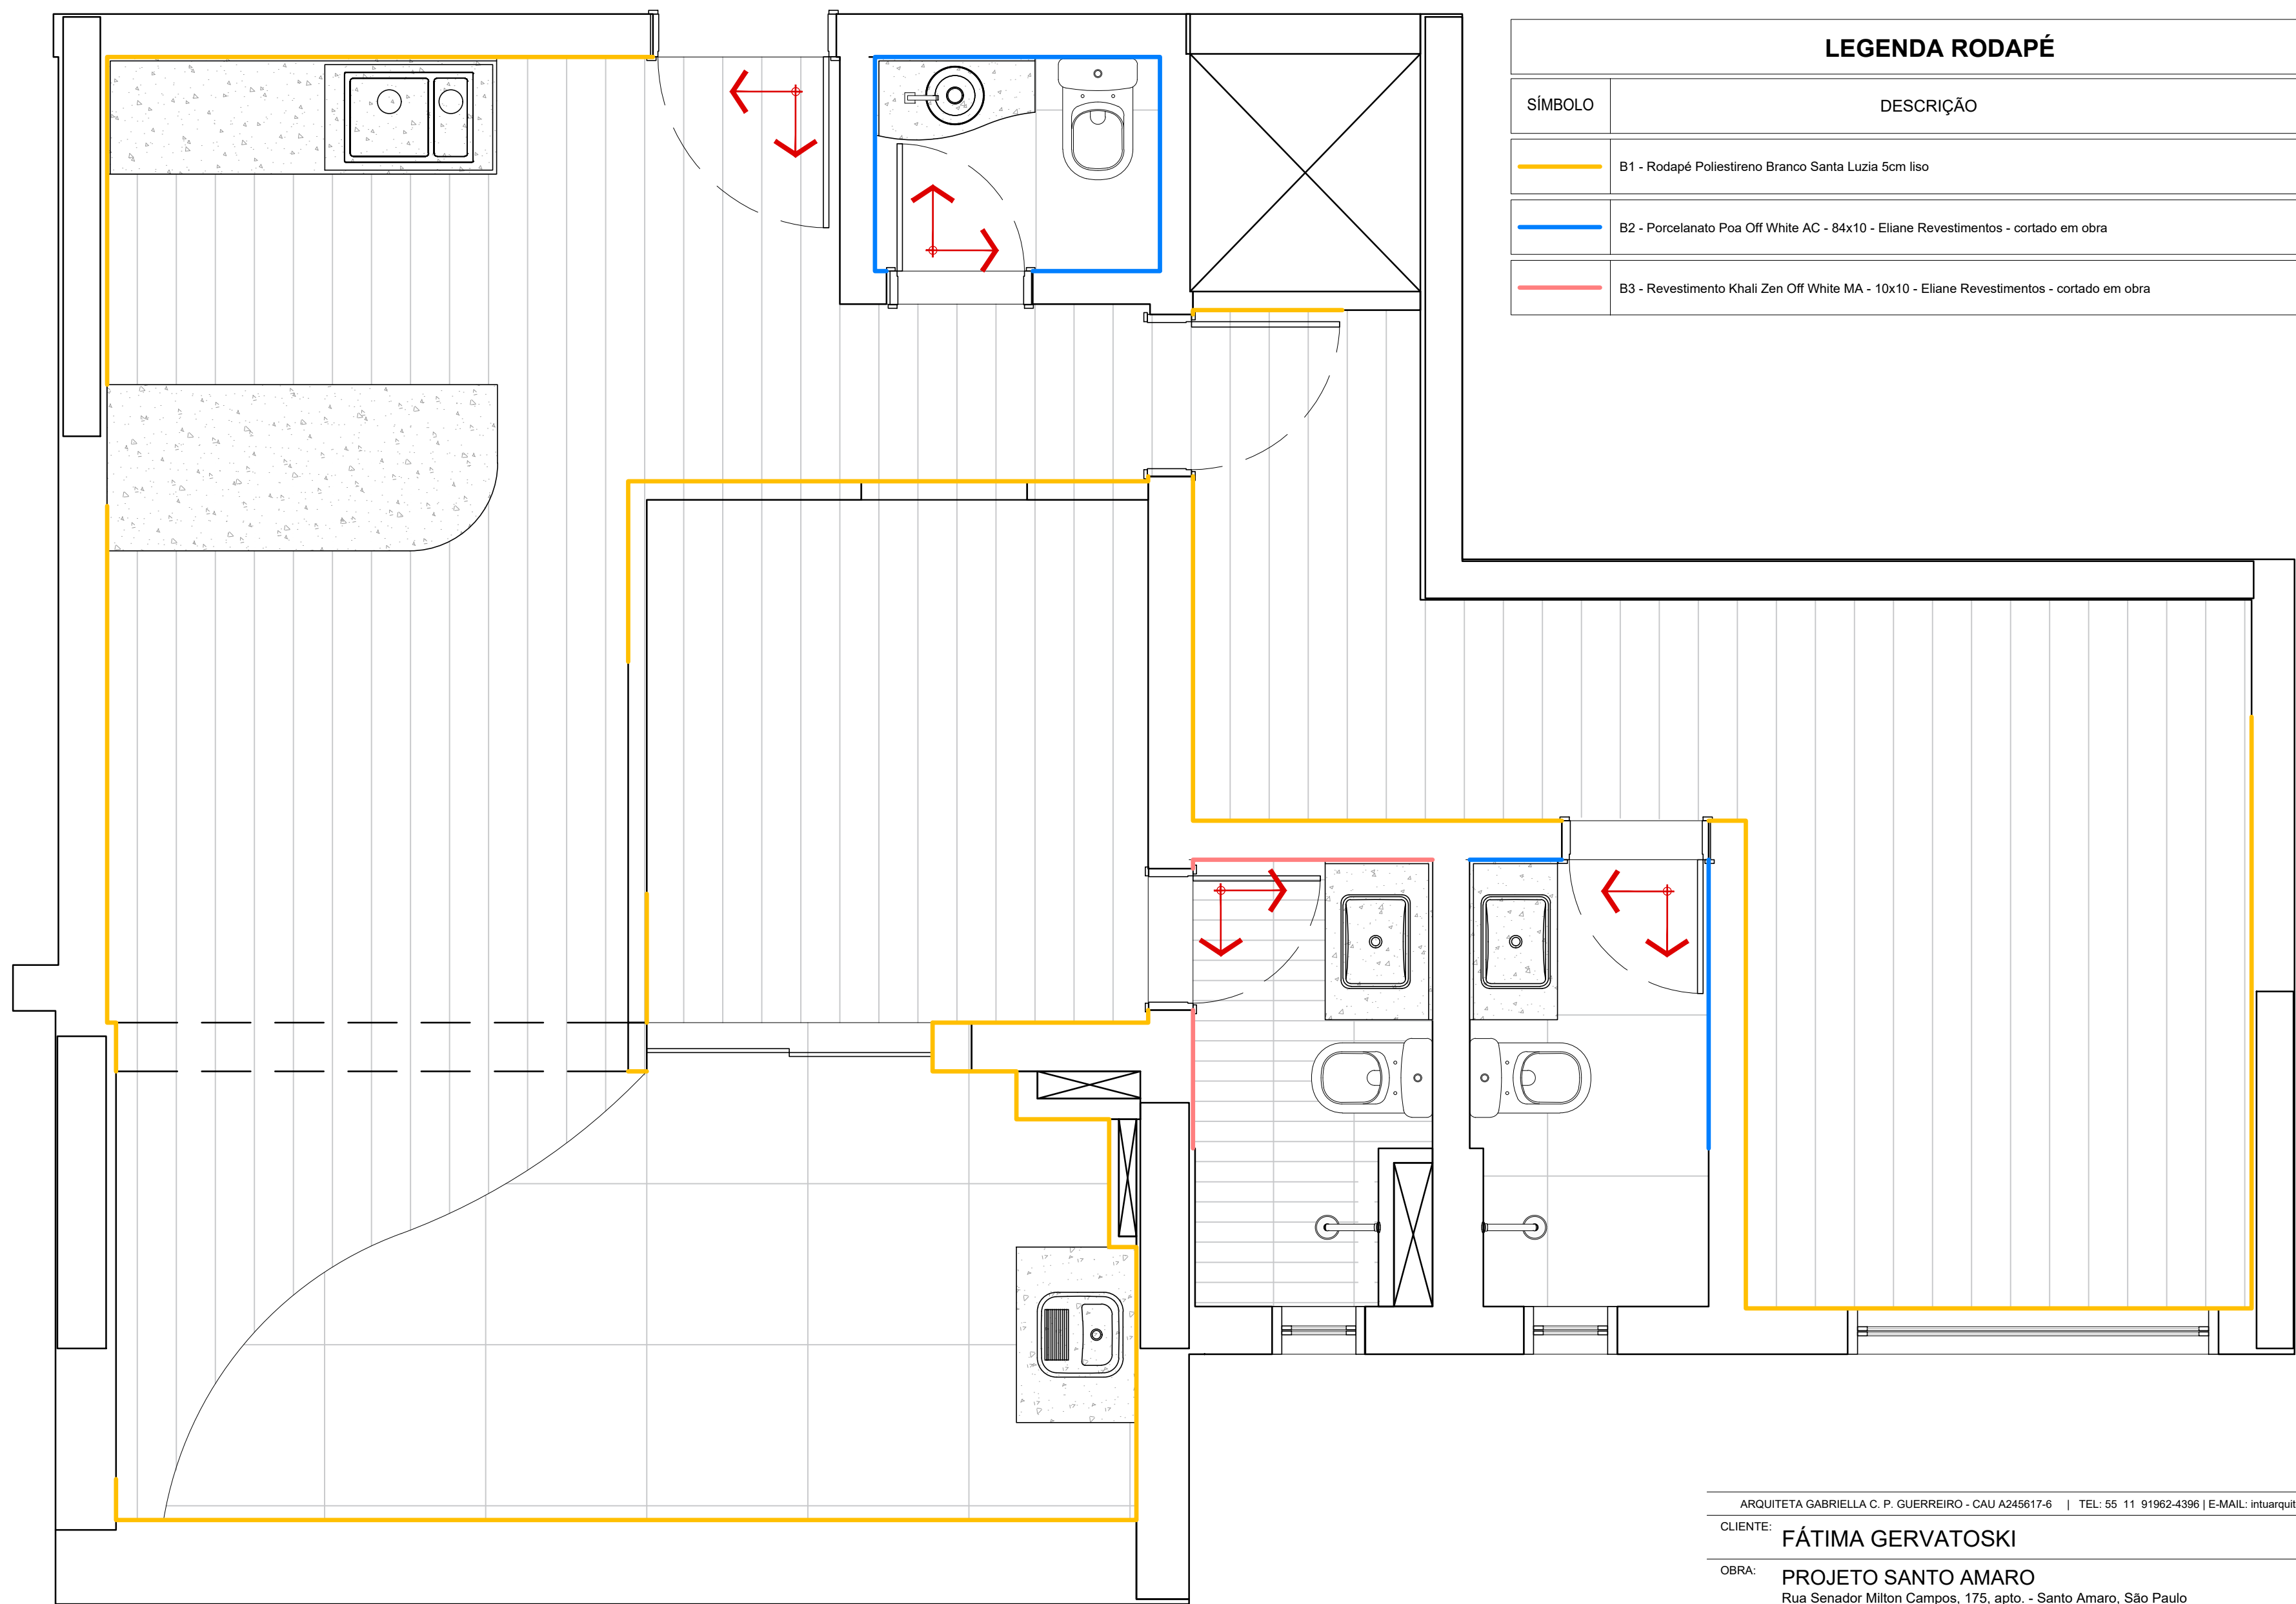 LEGENDA RODAPÉ
SÍMBOLO DESCRIÇÃO
B1 - Rodapé Poliestireno Branco Santa Luzia 5cm liso
B2 - Porcelanato Poa Off White AC - 84x10 - Eliane Revestimentos - cortado em obra
B3 - Revestimento Khali Zen Off White MA - 10x10 - Eliane Revestimentos - cortado em obra
ARQUITETA GABRIELLA C. P. GUERREIRO - CAU A245617-6 | TEL: 55 11 91962-4396 | E-MAIL: intuarquit
CLIENTE: FÁTIMA GERVATOSKI
OBRA: PROJETO SANTO AMARO
Rua Senador Milton Campos, 175, apto. - Santo Amaro, São Paulo